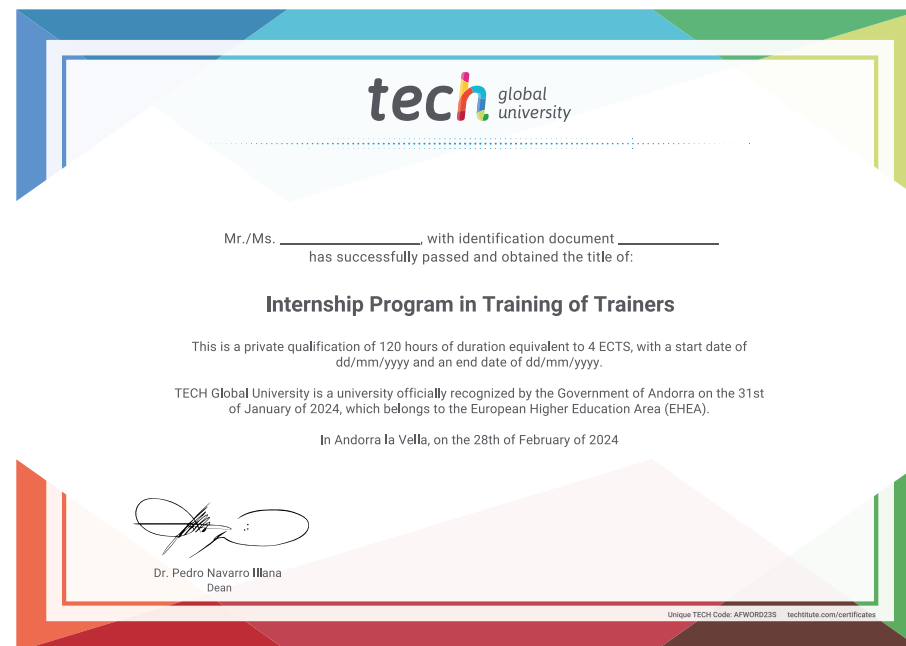 tech global
university
Mr./Ms. ____________________, with identification document ______________
has successfully passed and obtained the title of:
Internship Program in Training of Trainers
This is a private qualification of 120 hours of duration equivalent to 4 ECTS, with a start date of
dd/mm/yyyy and an end date of dd/mm/yyyy.
TECH Global University is a university officially recognized by the Government of Andorra on the 31st
of January of 2024, which belongs to the European Higher Education Area (EHEA).
In Andorra la Vella, on the 28th of February of 2024
Dr. Pedro Navarro Illana
Dean
Unique TECH Code: AFWORD23S techtitute.com/certificates